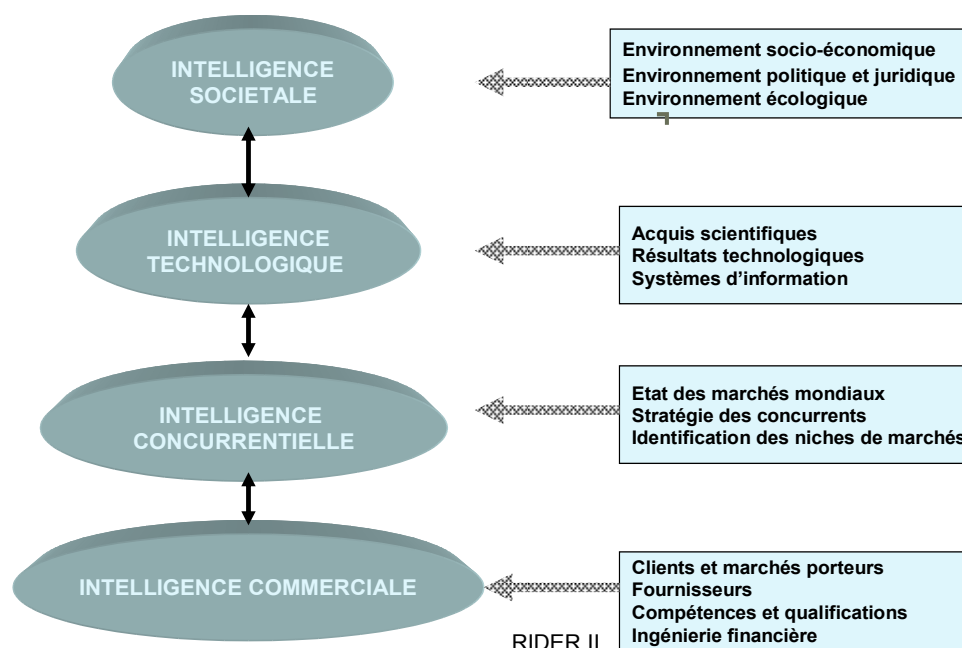 INTELLIGENCE
SOCIETALE
Environnement socio-économique
Environnement politique et juridique
Environnement écologique
INTELLIGENCE
TECHNOLOGIQUE
Acquis scientifiques
Résultats technologiques
Systèmes d’information
INTELLIGENCE
CONCURRENTIELLE
Etat des marchés mondiaux
Stratégie des concurrents
Identification des niches de marchés
INTELLIGENCE COMMERCIALE
Clients et marchés porteurs
Fournisseurs
Compétences et qualifications
Ingénierie financière
RIDER II